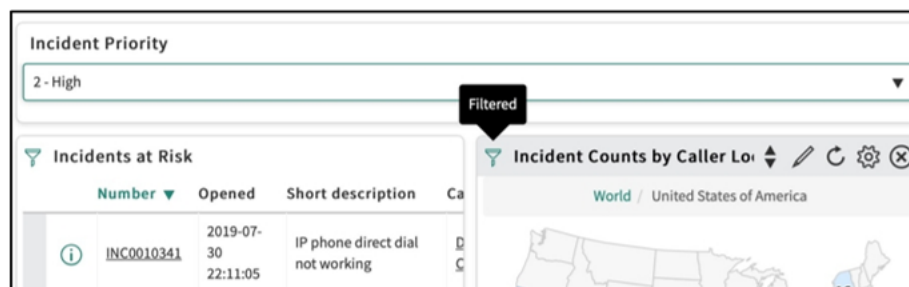 Incident Priority
2 - High
Filtered
Incidents at Risk
Incident Counts by Caller Lo
Number Opened Short description Ca
World / United States of America
INC0010341
2019-07-
30
22:11:05
IP phone direct dial
not working